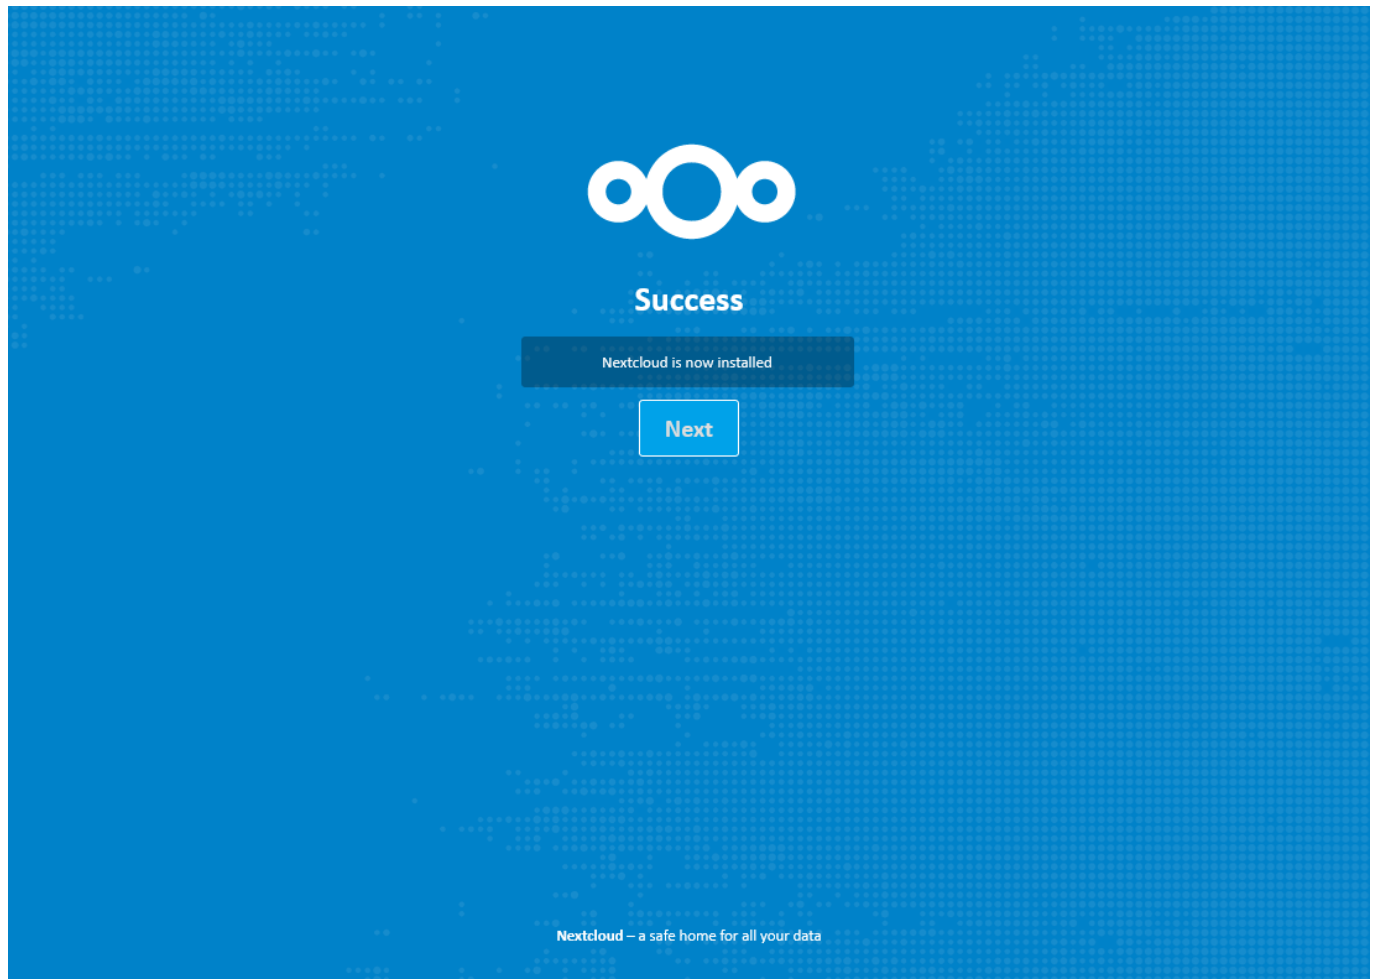 Success
Nextcloud is now installed
Next
Nextcloud – a safe home for all your data